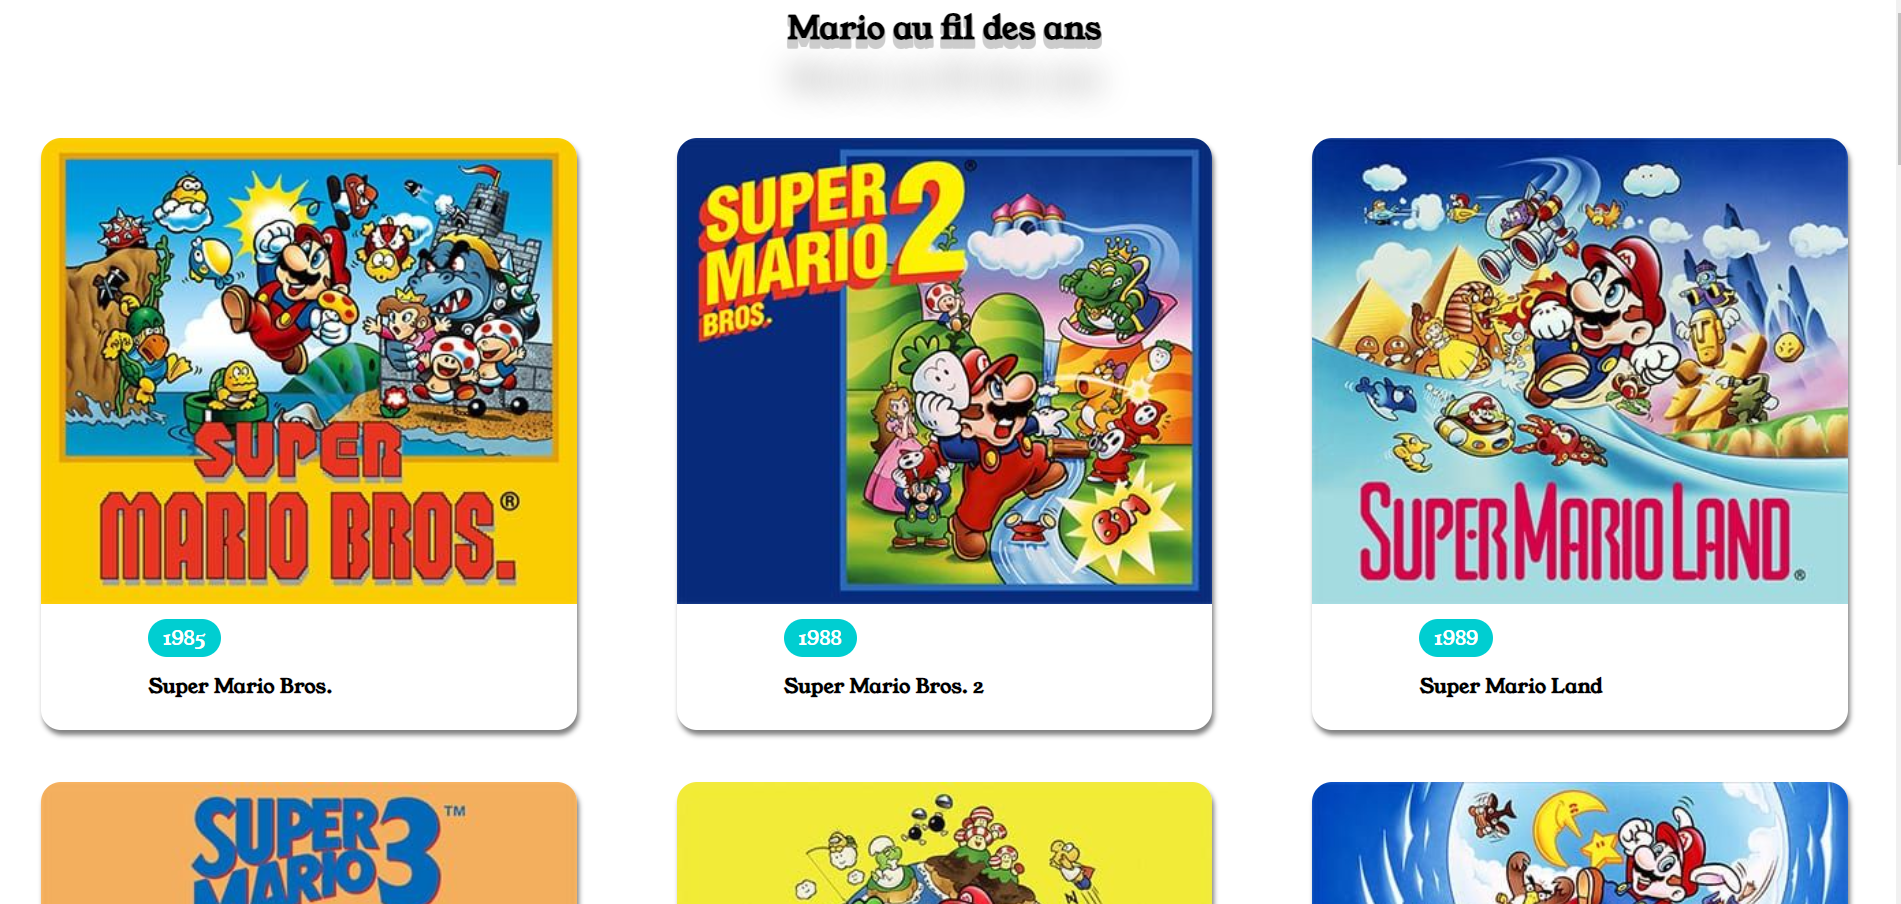 Mario au fil des ans
SUPER
MARIO BROS.®
1985
Super Mario Bros.
SUPER
MARIO 2®
BROS.
BOM
1988
Super Mario Bros. 2
SUPER MARIO LAND®
1989
Super Mario Land
SUPER
MARIO 3™